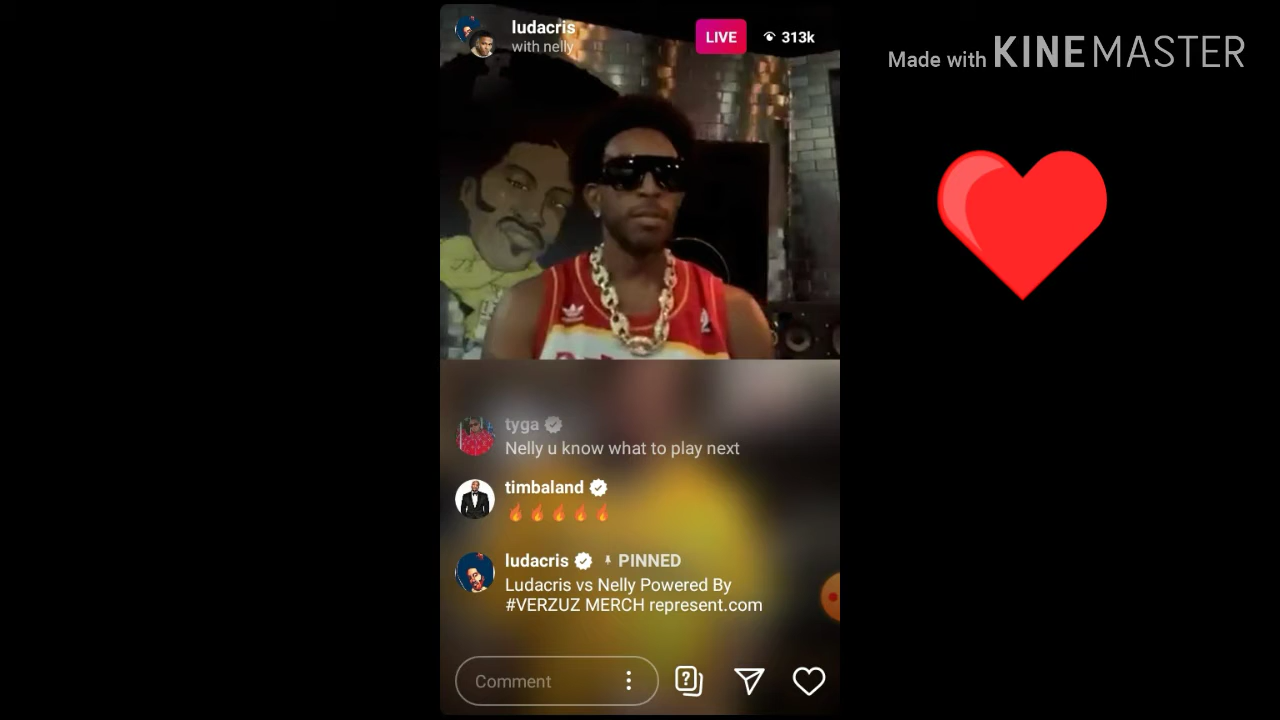 ludacris
with nelly
LIVE 313k
Made with KINEMASTER
tyga
Nelly u know what to play next
timbaland
ludacris PINNED
Ludacris vs Nelly Powered By
#VERZUZ MERCH represent.com
Comment